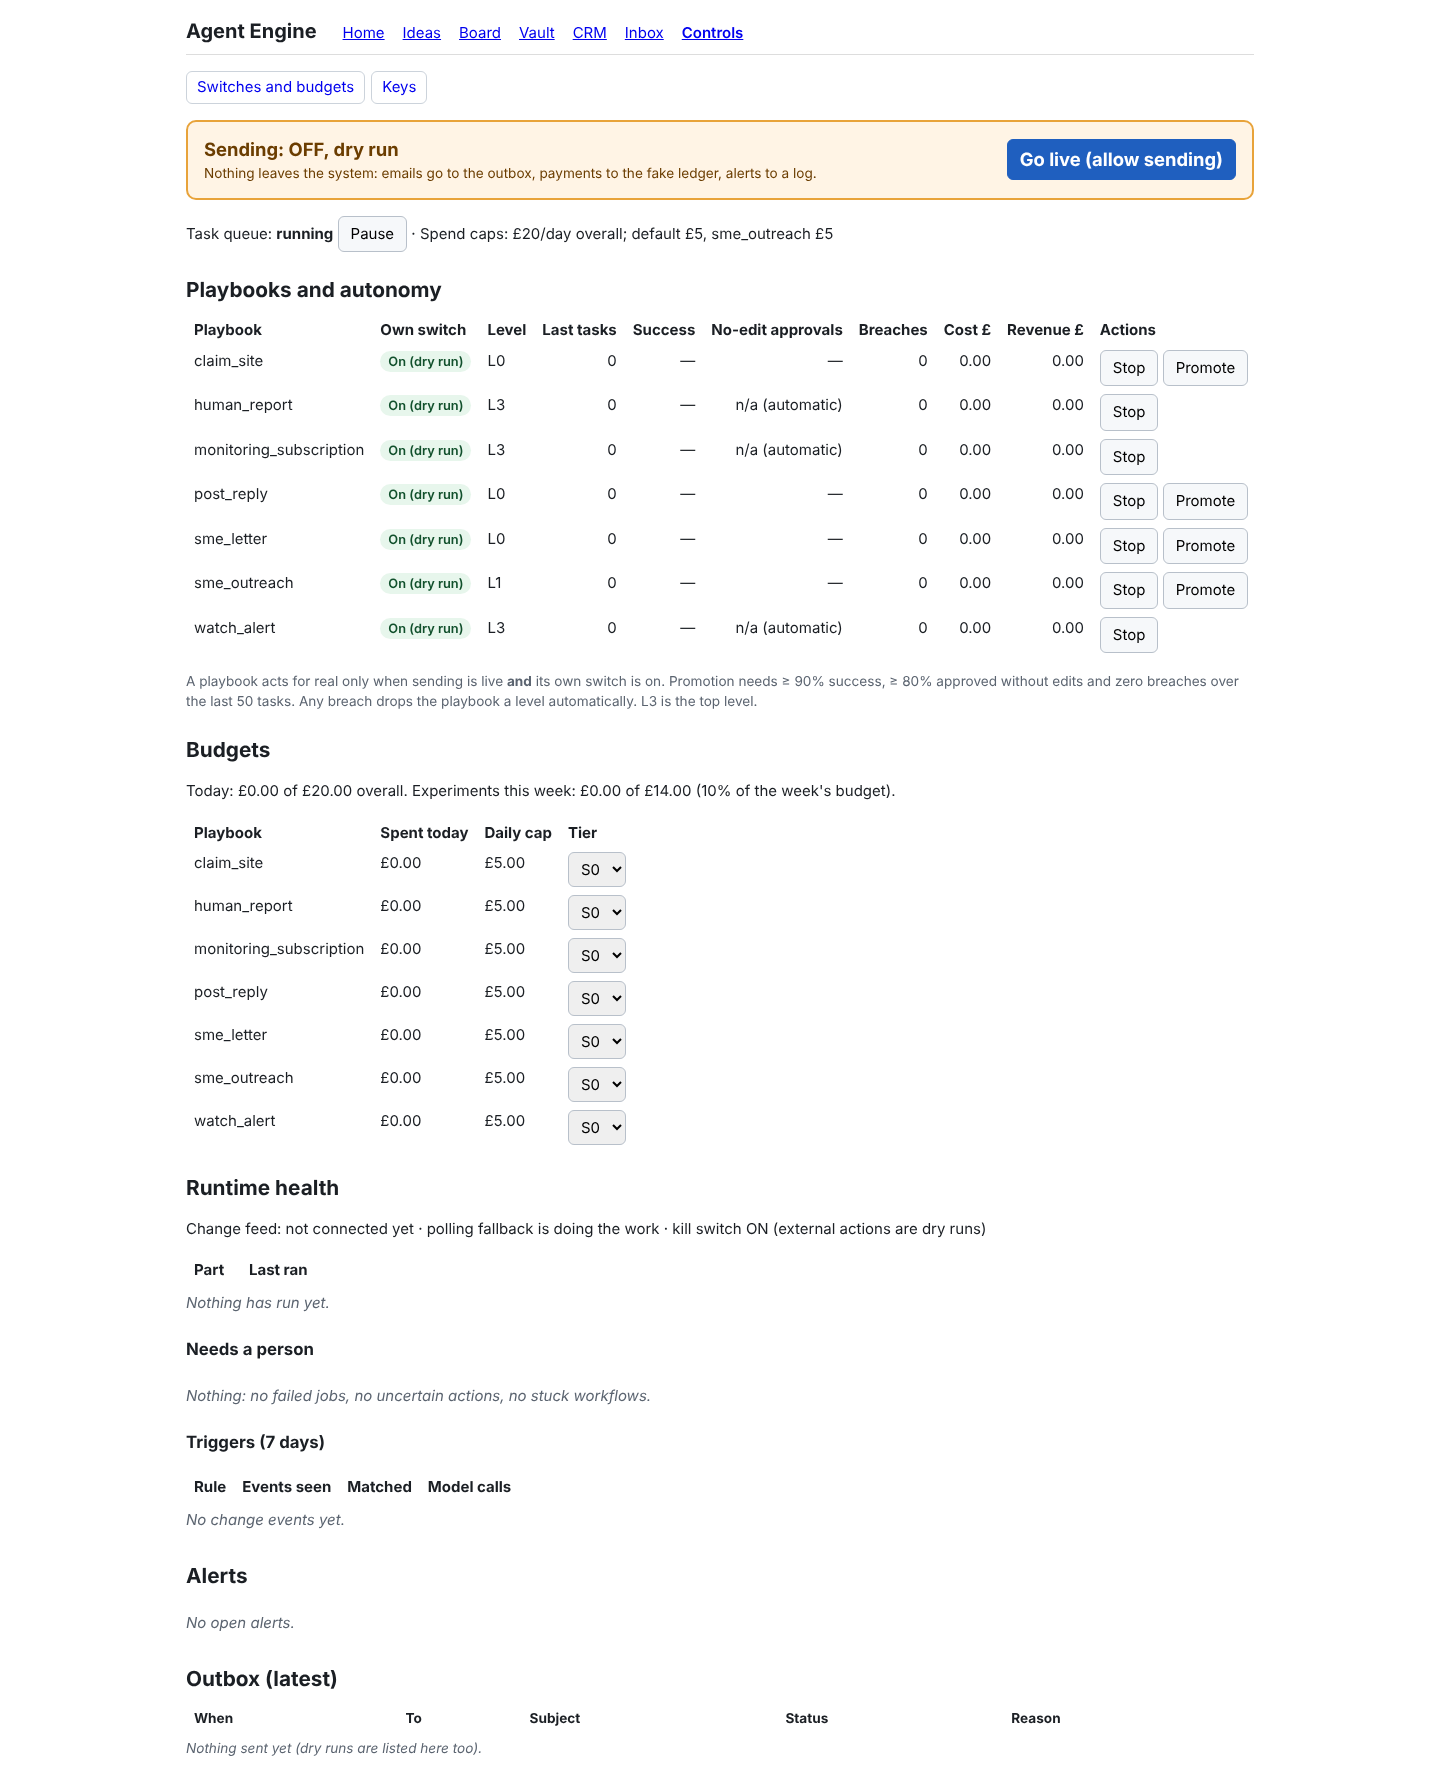 Agent Engine Home Ideas Board Vault CRM Inbox Controls
Switches and budgets Keys
Sending: OFF, dry run
Nothing leaves the system: emails go to the outbox, payments to the fake ledger, alerts to a log.
Go live (allow sending)
Task queue: running Pause · Spend caps: £20/day overall; default £5, sme_outreach £5
Playbooks and autonomy
Playbook Own switch Level Last tasks Success No-edit approvals Breaches Cost £ Revenue £ Actions
claim_site On (dry run) L0 0 — — 0 0.00 0.00 Stop Promote
human_report On (dry run) L3 0 — n/a (automatic) 0 0.00 0.00 Stop
monitoring_subscription On (dry run) L3 0 — n/a (automatic) 0 0.00 0.00 Stop
post_reply On (dry run) L0 0 — — 0 0.00 0.00 Stop Promote
sme_letter On (dry run) L0 0 — — 0 0.00 0.00 Stop Promote
sme_outreach On (dry run) L1 0 — — 0 0.00 0.00 Stop Promote
watch_alert On (dry run) L3 0 — n/a (automatic) 0 0.00 0.00 Stop
A playbook acts for real only when sending is live and its own switch is on. Promotion needs ≥ 90% success, ≥ 80% approved without edits and zero breaches over
the last 50 tasks. Any breach drops the playbook a level automatically. L3 is the top level.
Budgets
Today: £0.00 of £20.00 overall. Experiments this week: £0.00 of £14.00 (10% of the week's budget).
Playbook Spent today Daily cap Tier
claim_site £0.00 £5.00 S0
human_report £0.00 £5.00 S0
monitoring_subscription £0.00 £5.00 S0
post_reply £0.00 £5.00 S0
sme_letter £0.00 £5.00 S0
sme_outreach £0.00 £5.00 S0
watch_alert £0.00 £5.00 S0
Runtime health
Change feed: not connected yet · polling fallback is doing the work · kill switch ON (external actions are dry runs)
Part Last ran
Nothing has run yet.
Needs a person
Nothing: no failed jobs, no uncertain actions, no stuck workflows.
Triggers (7 days)
Rule Events seen Matched Model calls
No change events yet.
Alerts
No open alerts.
Outbox (latest)
When To Subject Status Reason
Nothing sent yet (dry runs are listed here too).